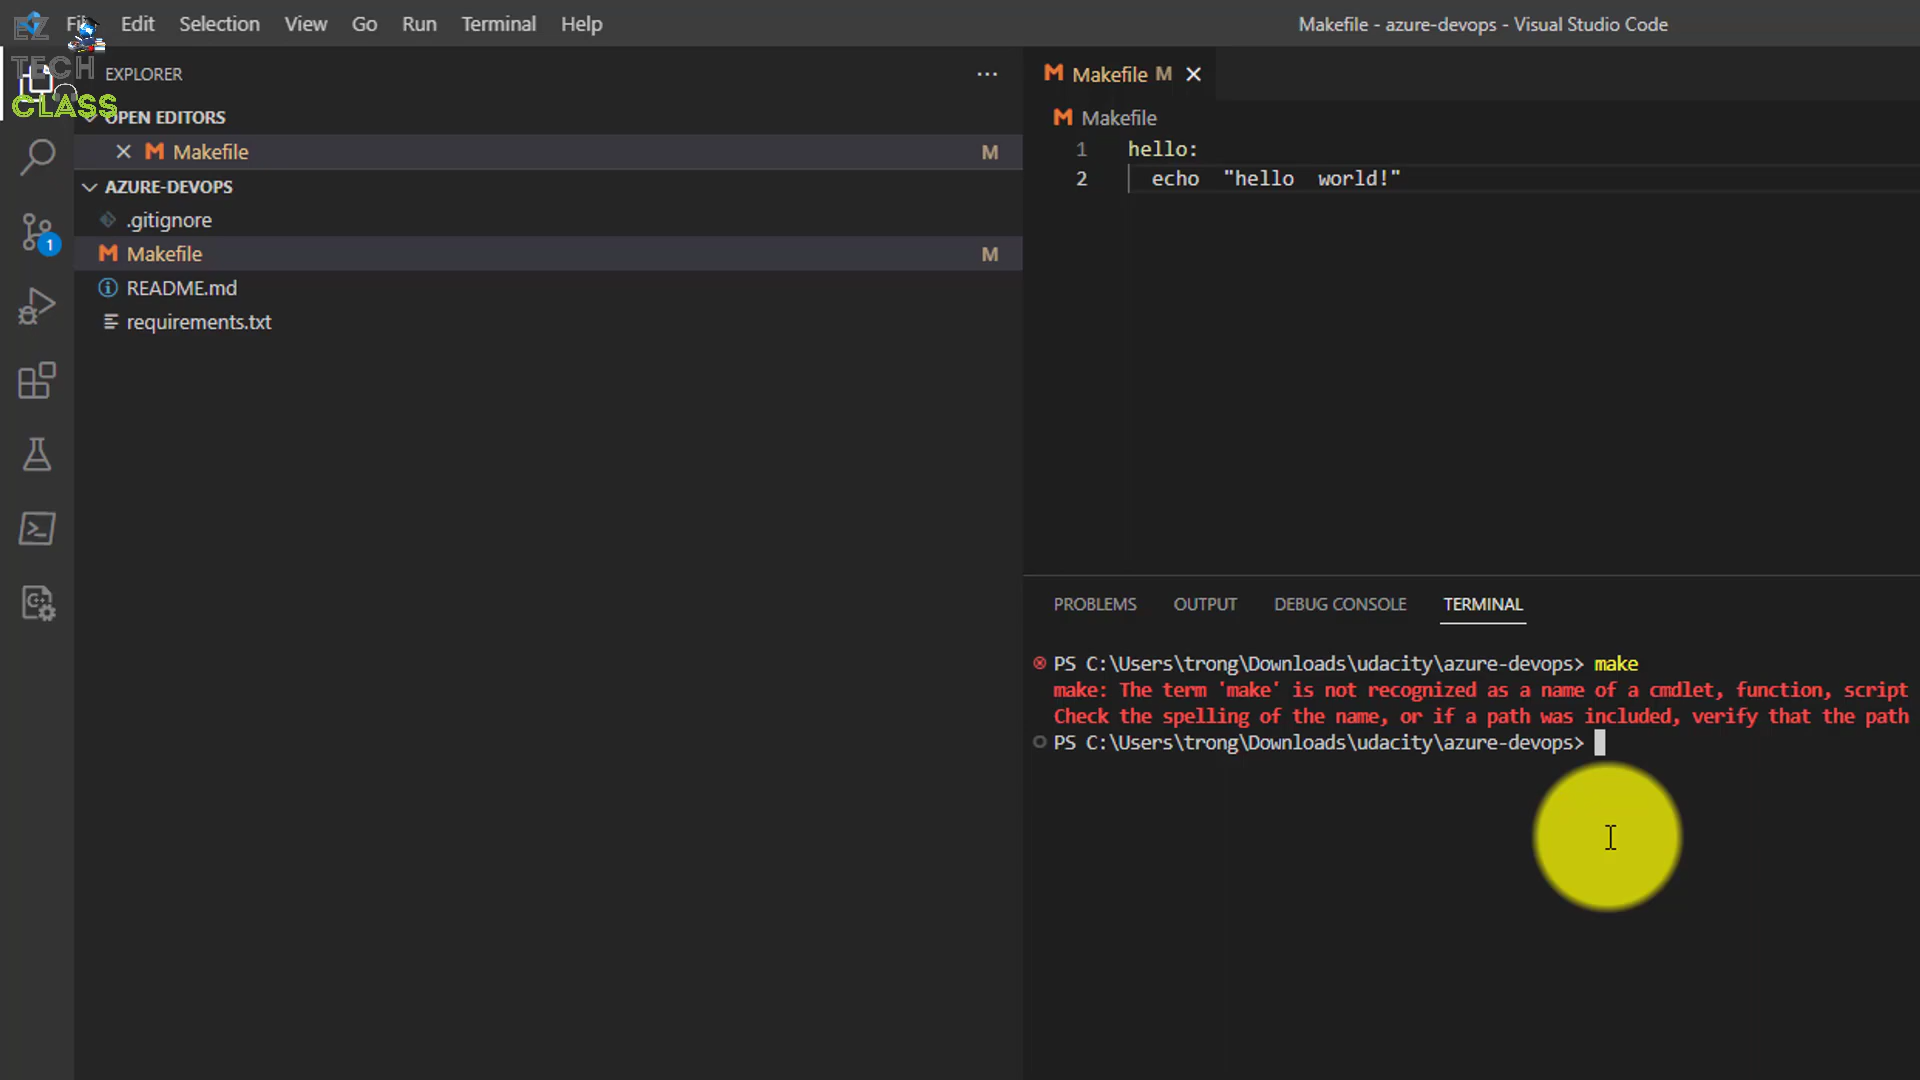 EZ
TECH
CLASS
File Edit Selection View Go Run Terminal Help
Makefile - azure-devops - Visual Studio Code
EXPLORER
OPEN EDITORS
Makefile M
AZURE-DEVOPS
.gitignore
Makefile M
README.md
requirements.txt
1
Makefile M
Makefile
1 hello:
2 echo "hello world!"
PROBLEMS OUTPUT DEBUG CONSOLE TERMINAL
PS C:\Users\trong\Downloads\udacity\azure-devops> make
make: The term 'make' is not recognized as a name of a cmdlet, function, script
Check the spelling of the name, or if a path was included, verify that the path
PS C:\Users\trong\Downloads\udacity\azure-devops>